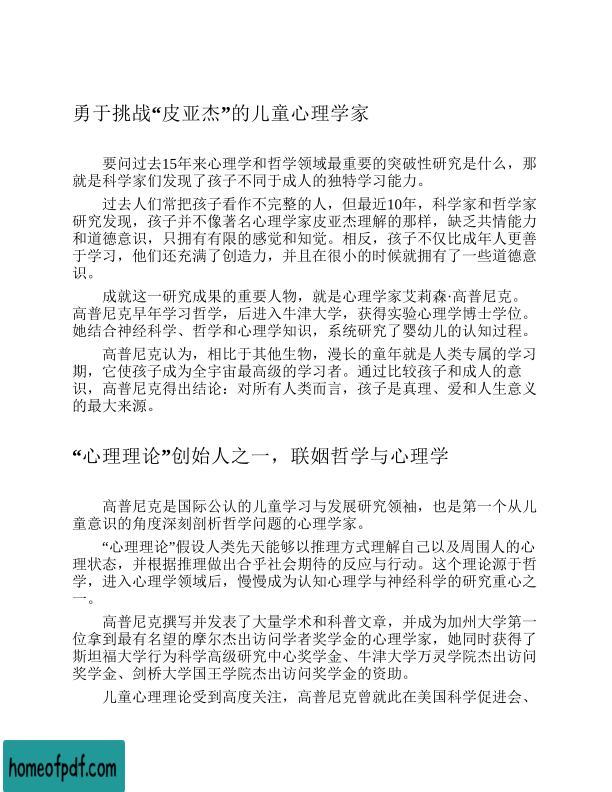 勇于挑战“皮亚杰”的儿童心理学家
要问过去15年来心理学和哲学领域最重要的突破性研究是什么，那
就是科学家们发现了孩子不同于成人的独特学习能力。
过去人们常把孩子看作不完整的人，但最近10年，科学家和哲学家
研究发现，孩子并不像著名心理学家皮亚杰理解的那样，缺乏共情能力
和道德意识，只拥有有限的感觉和知觉。相反，孩子不仅比成年人更善
于学习，他们还充满了创造力，并且在很小的时候就拥有了一些道德意
识。
成就这一研究成果的重要人物，就是心理学家艾莉森·高普尼克。
高普尼克早年学习哲学，后进入牛津大学，获得实验心理学博士学位。
她结合神经科学、哲学和心理学知识，系统研究了婴幼儿的认知过程。
高普尼克认为，相比于其他生物，漫长的童年就是人类专属的学习
期，它使孩子成为全宇宙最高级的学习者。通过比较孩子和成人的意
识，高普尼克得出结论：对所有人类而言，孩子是真理、爱和人生意义
的最大来源。
“心理理论”创始人之一，联姻哲学与心理学
高普尼克是国际公认的儿童学习与发展研究领袖，也是第一个从儿
童意识的角度深刻剖析哲学问题的心理学家。
“心理理论”假设人类先天能够以推理方式理解自己以及周围人的心
理状态，并根据推理做出合乎社会期待的反应与行动。这个理论源于哲
学，进入心理学领域后，慢慢成为认知心理学与神经科学的研究重心之
一。
高普尼克撰写并发表了大量学术和科普文章，并成为加州大学第一
位拿到最有名望的摩尔杰出访问学者奖学金的心理学家，她同时获得了
斯坦福大学行为科学高级研究中心奖学金、牛津大学万灵学院杰出访问
奖学金、剑桥大学国王学院杰出访问奖学金的资助。
儿童心理理论受到高度关注，高普尼克曾就此在美国科学促进会、
homeofpdf.com